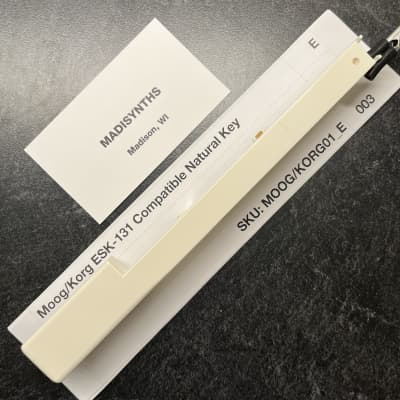 MADISYNTHS
Madison, WI
E
Moog/Korg ESK-131 Compatible Natural Key
SKU: MOOG/KORG01_E
003